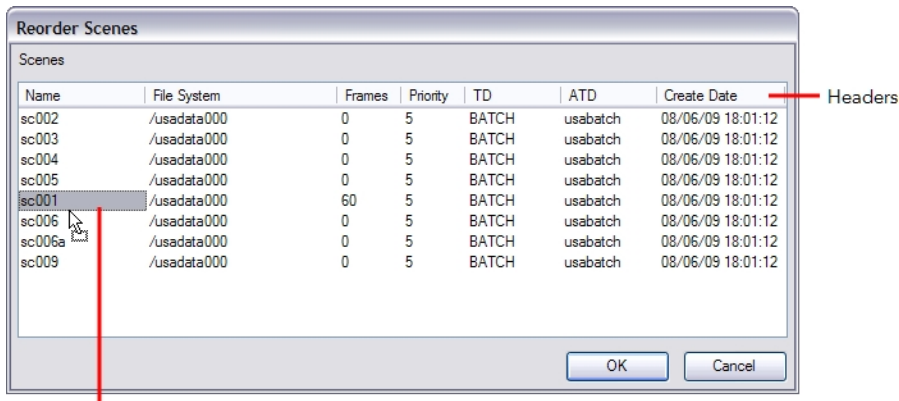 Reorder Scenes
Scenes
Name File System Frames Priority TD ATD Create Date
Headers
sc002 /usadata000 0 5 BATCH usabatch 08/06/09 18:01:12
sc003 /usadata000 0 5 BATCH usabatch 08/06/09 18:01:12
sc004 /usadata000 0 5 BATCH usabatch 08/06/09 18:01:12
sc005 /usadata000 0 5 BATCH usabatch 08/06/09 18:01:12
sc001 /usadata000 60 5 BATCH usabatch 08/06/09 18:01:12
sc006 /usadata000 0 5 BATCH usabatch 08/06/09 18:01:12
sc006a /usadata000 0 5 BATCH usabatch 08/06/09 18:01:12
sc009 /usadata000 0 5 BATCH usabatch 08/06/09 18:01:12
OK Cancel